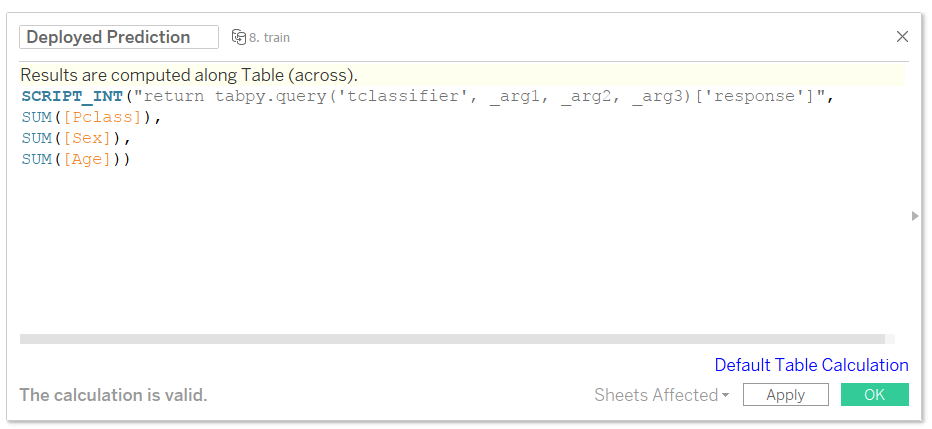 Deployed Prediction 8. train
Results are computed along Table (across).
SCRIPT_INT("return tabpy.query('tclassifier', _arg1, _arg2, _arg3)['response']",
SUM([Pclass]),
SUM([Sex]),
SUM([Age]))
Default Table Calculation
The calculation is valid. Sheets Affected Apply OK